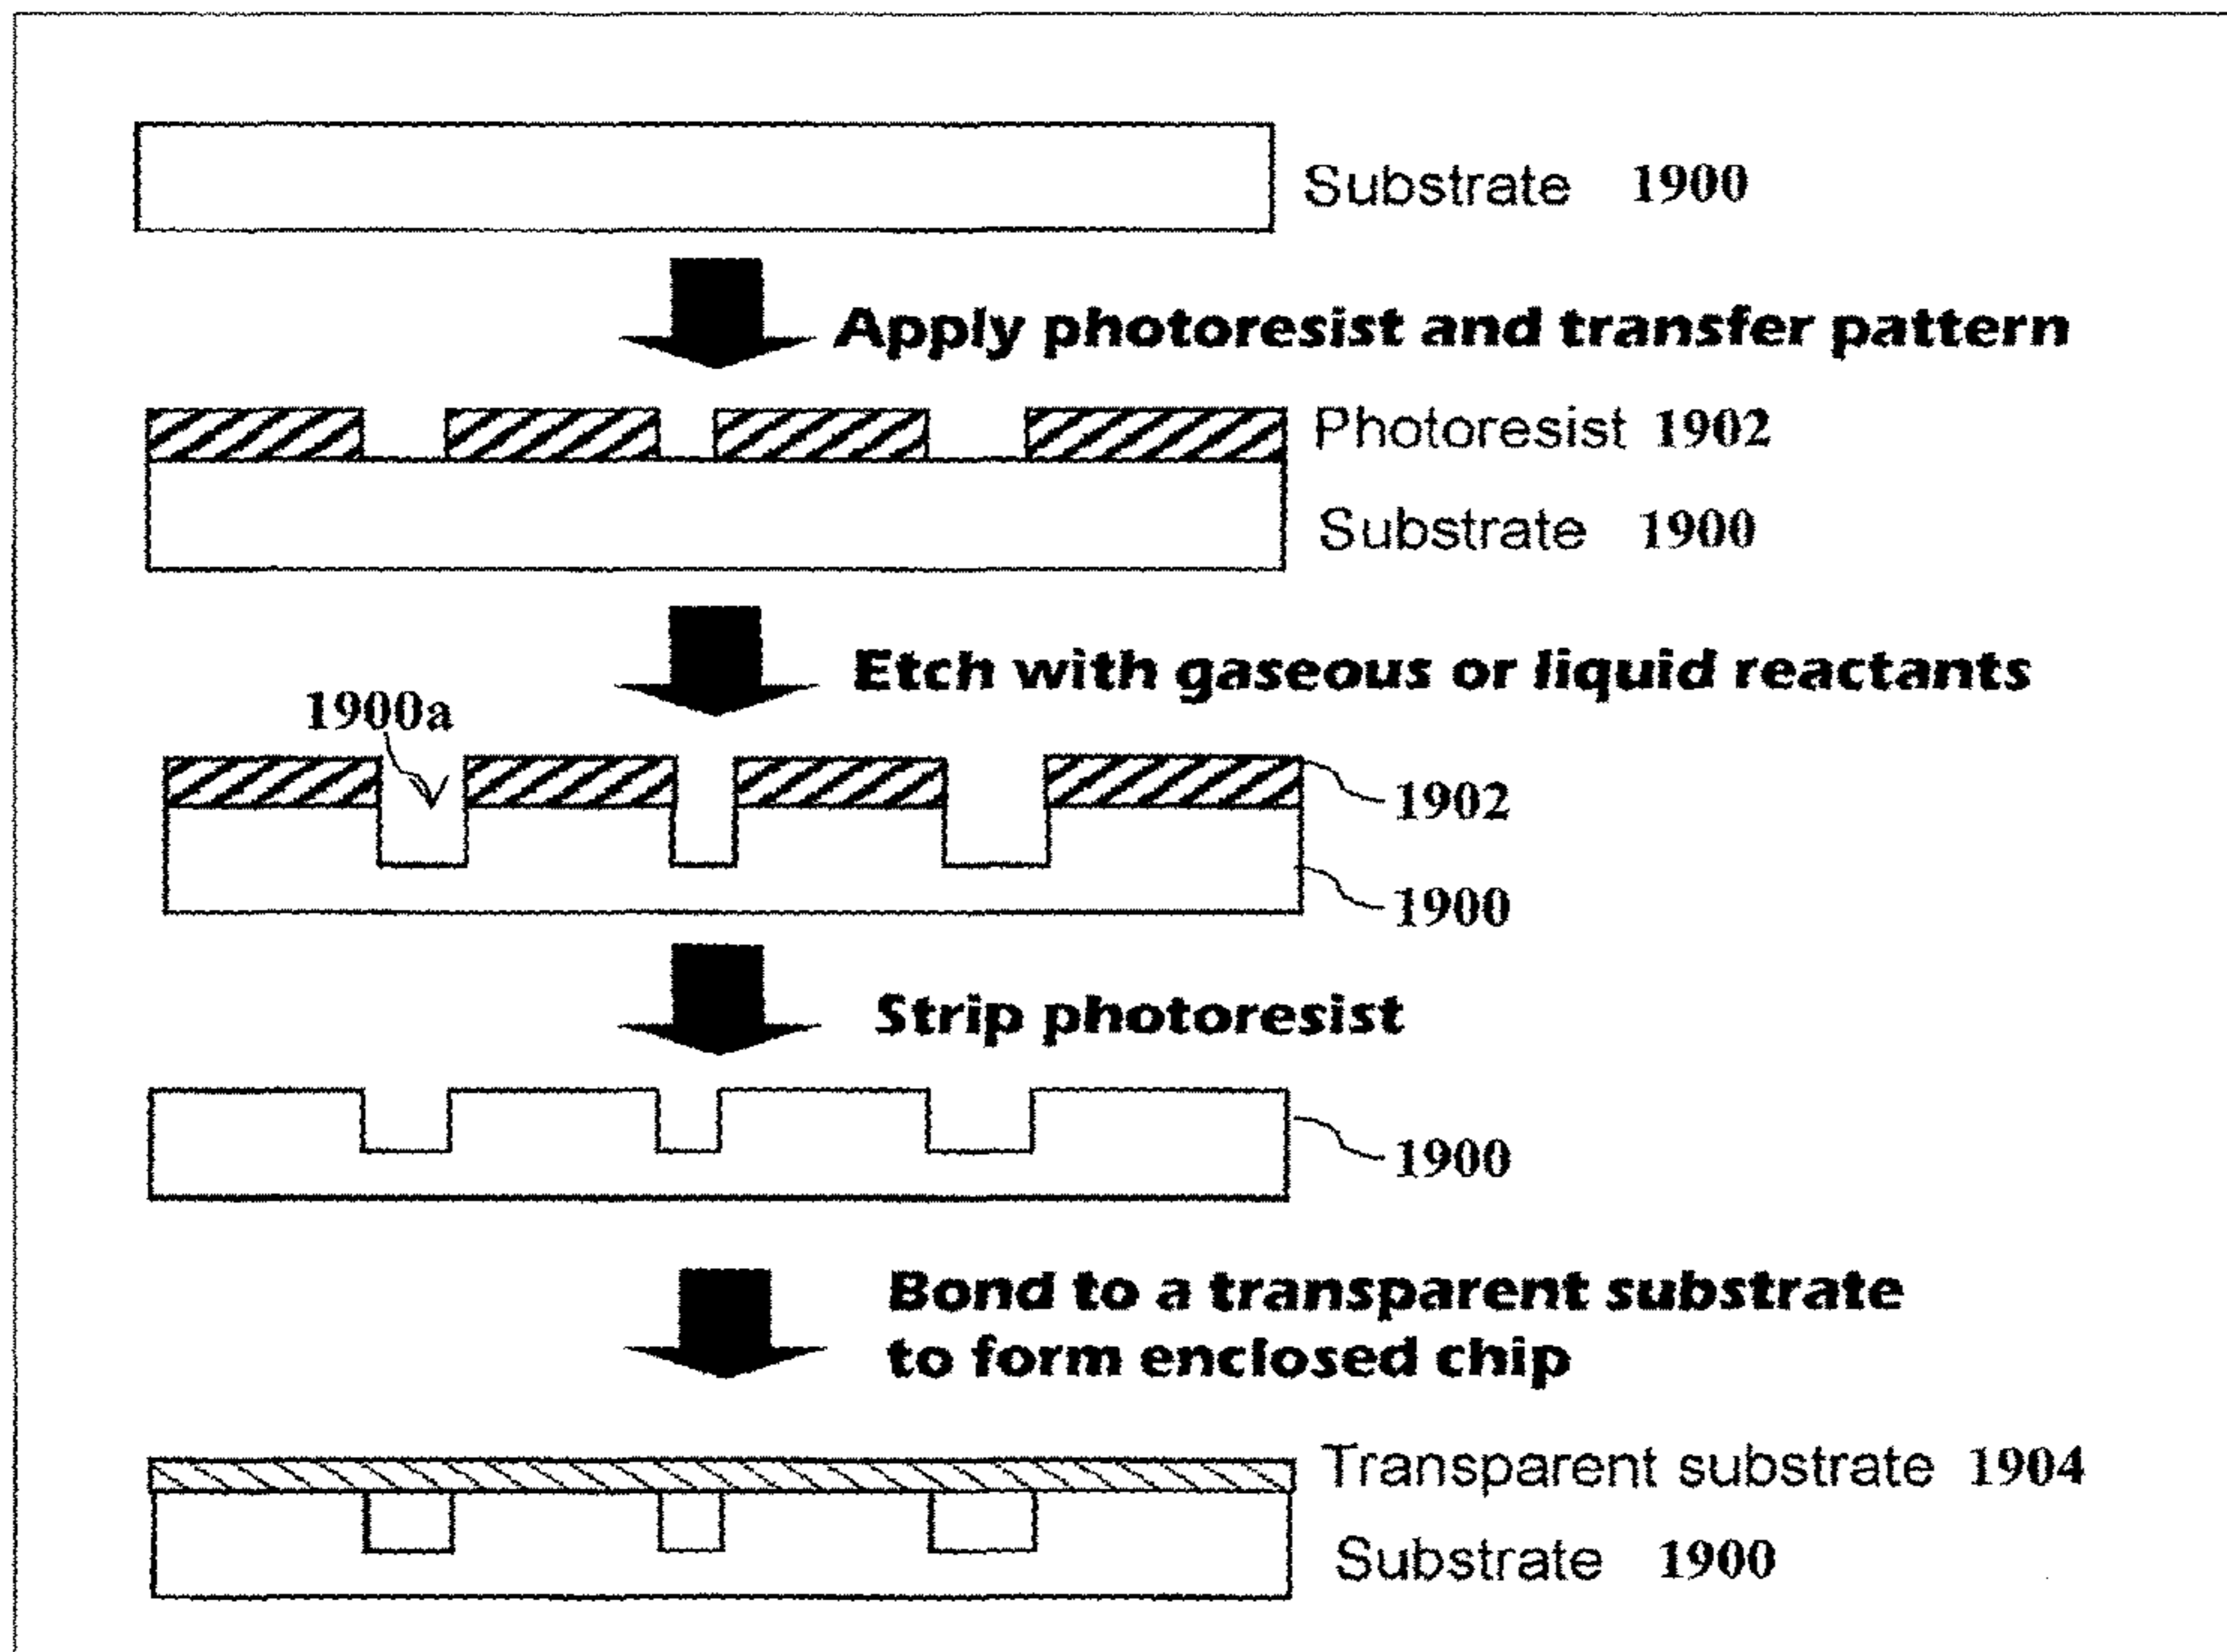 Substrate 1900
Apply photoresist and transfer pattern
Photoresist 1902
Substrate 1900
Etch with gaseous or liquid reactants
1900a
1902
1900
Strip photoresist
1900
Bond to a transparent substrate
to form enclosed chip
Transparent substrate 1904
Substrate 1900